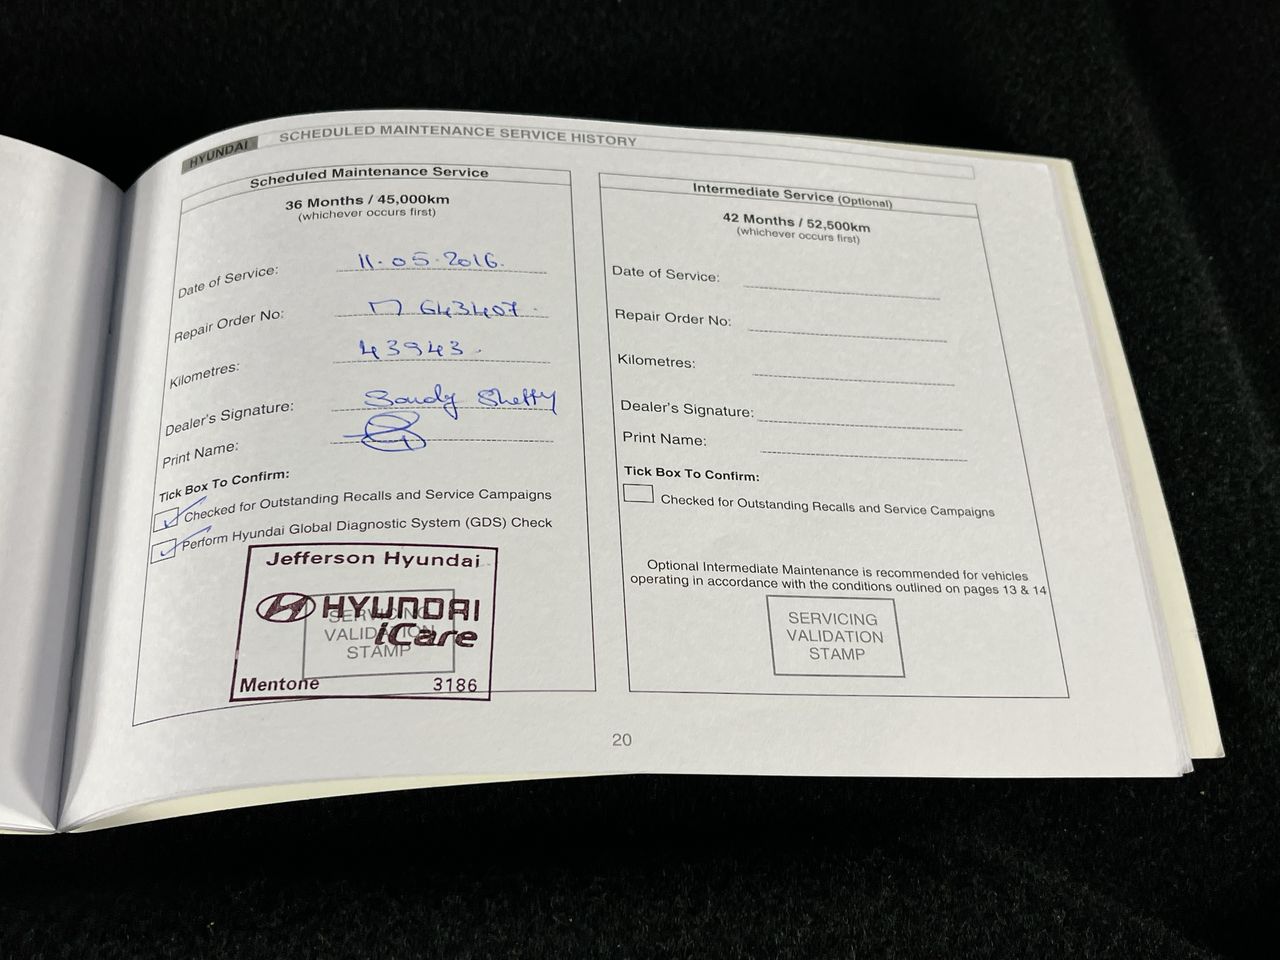 HYUNDAI SCHEDULED MAINTENANCE SERVICE HISTORY
Scheduled Maintenance Service
36 Months / 45,000km
(whichever occurs first)
Date of Service: 11.05.2016.
Repair Order No: 643407.
Kilometres: 43943.
Dealer's Signature: Sandy Shetty
Print Name:
Tick Box To Confirm:
Checked for Outstanding Recalls and Service Campaigns
Perform Hyundai Global Diagnostic System (GDS) Check
Jefferson Hyundai
HYUNDAI
iCare
SERVICING
VALIDATION
STAMP
Mentone 3186
Intermediate Service (Optional)
42 Months / 52,500km
(whichever occurs first)
Date of Service:
Repair Order No:
Kilometres:
Dealer's Signature:
Print Name:
Tick Box To Confirm:
Checked for Outstanding Recalls and Service Campaigns
Optional Intermediate Maintenance is recommended for vehicles
operating in accordance with the conditions outlined on pages 13 & 14
SERVICING
VALIDATION
STAMP
20